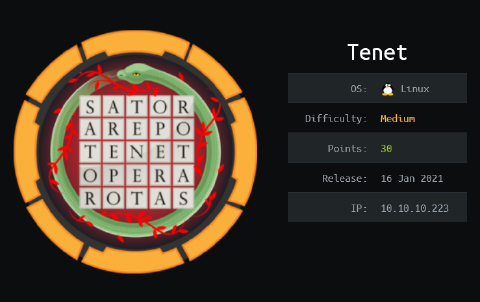 Tenet
OS: Linux
Difficulty: Medium
Points: 30
Release: 16 Jan 2021
IP: 10.10.10.223
SATOR
AREPO
TENET
OPERA
ROTAS